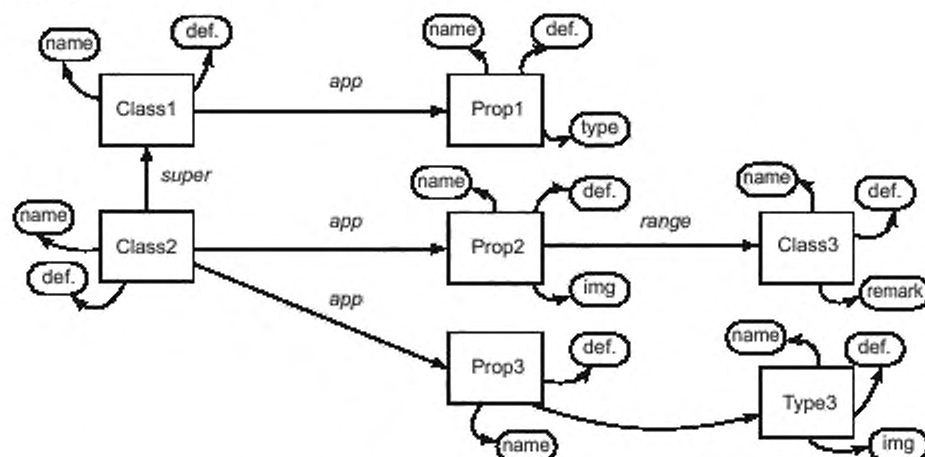 name
def.
Class1
app
name
def.
Prop1
type
super
name
Class2
def.
app
name
def.
Prop2
img
range
name
def.
Class3
remark
app
Prop3
def.
name
name
def.
Type3
img